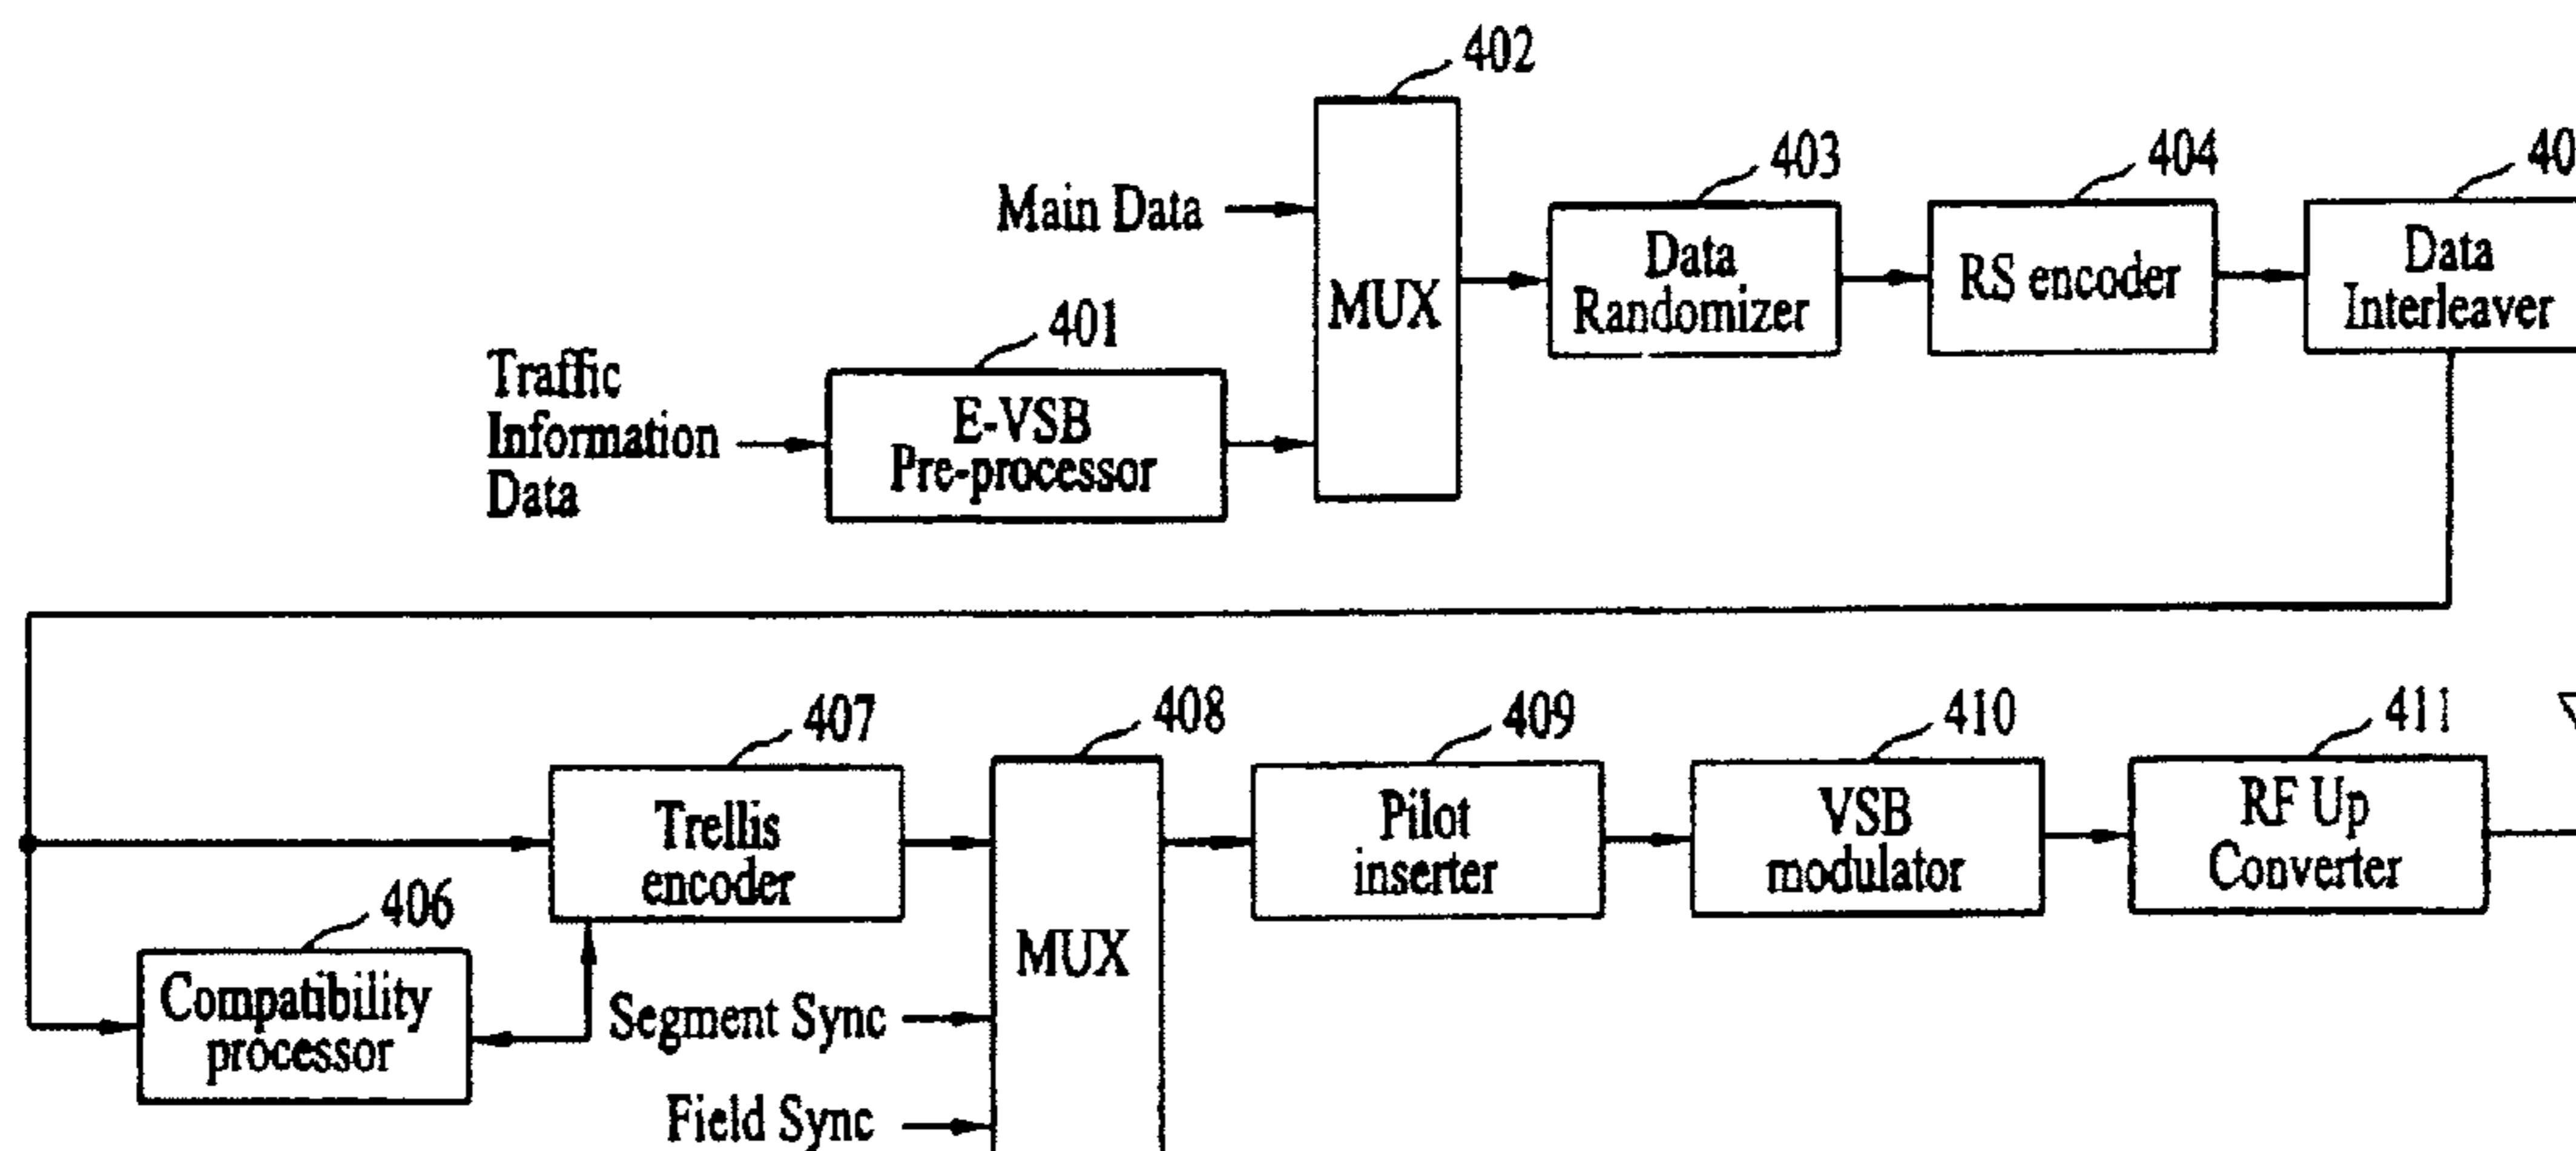 402
403
404
40
Main Data
MUX
Data
Randomizer
RS encoder
Data
Interleaver
401
Traffic
Information
Data
E-VSB
Pre-processor
407
408
409
410
411
Trellis
encoder
Pilot
inserter
VSB
modulator
RF Up
Converter
406
MUX
Compatibility
processor
Segment Sync
Field Sync